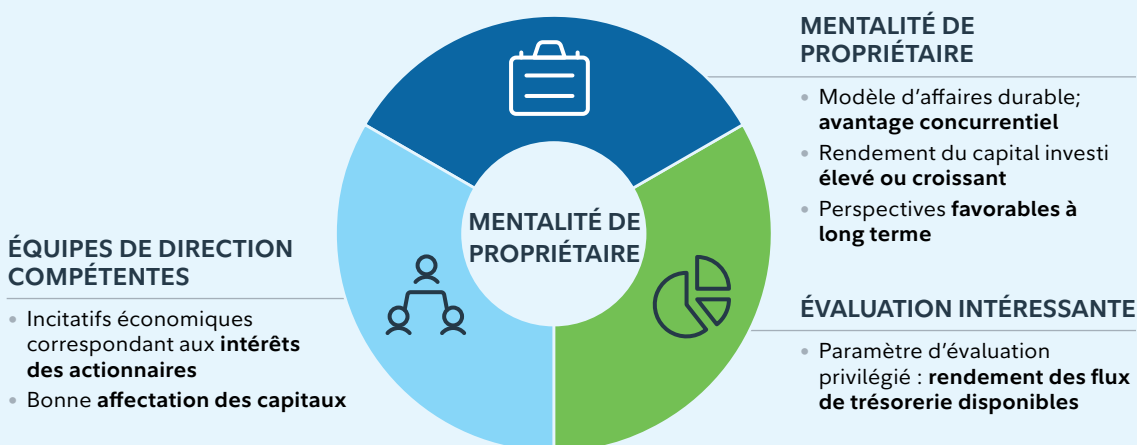 MENTALITÉ DE
PROPRIÉTAIRE
• Modèle d’affaires durable;
avantage concurrentiel
• Rendement du capital investi
élevé ou croissant
• Perspectives favorables à
long terme
MENTALITÉ DE
PROPRIÉTAIRE
ÉQUIPES DE DIRECTION
COMPÉTENTES
• Incitatifs économiques
correspondant aux intérêts
des actionnaires
• Bonne affectation des capitaux
ÉVALUATION INTÉRESSANTE
• Paramètre d’évaluation
privilégié : rendement des flux
de trésorerie disponibles